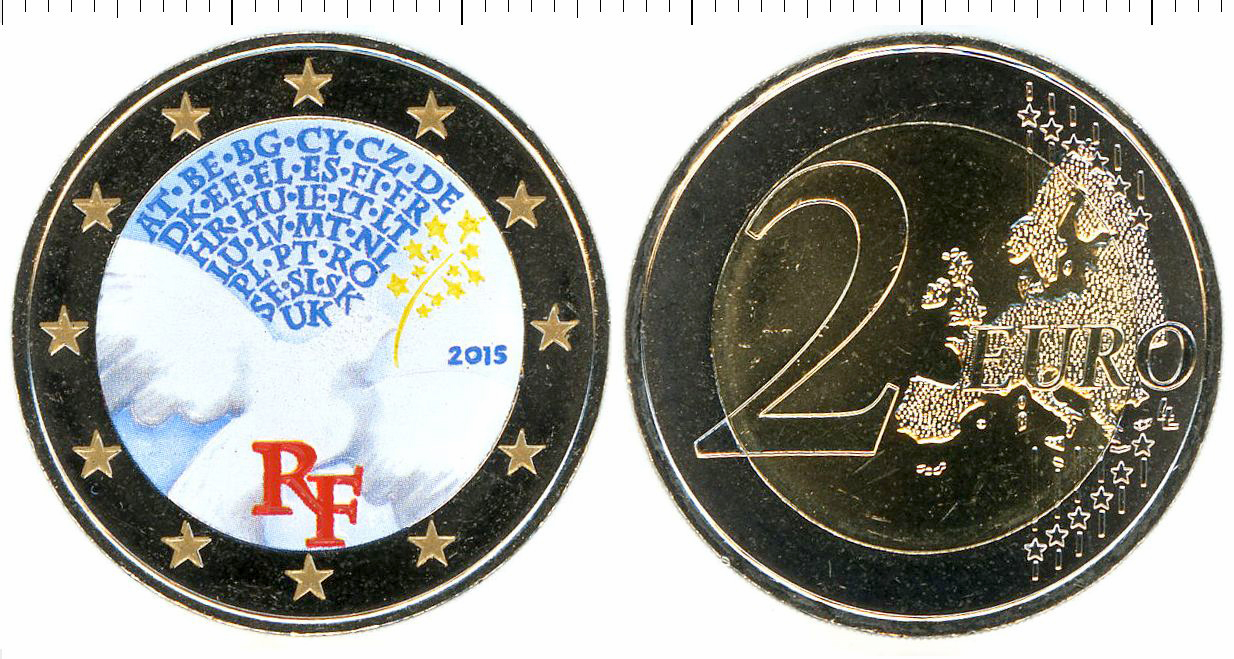 AT·BE·BG·CY·CZ·DE
DK·EE·EL·ES·FI·FR
HR·HU·IE·IT·LT
LU·LV·MT·NL
PL·PT·RO
SE·SI·SK
UK
2015
RF
2
EURO